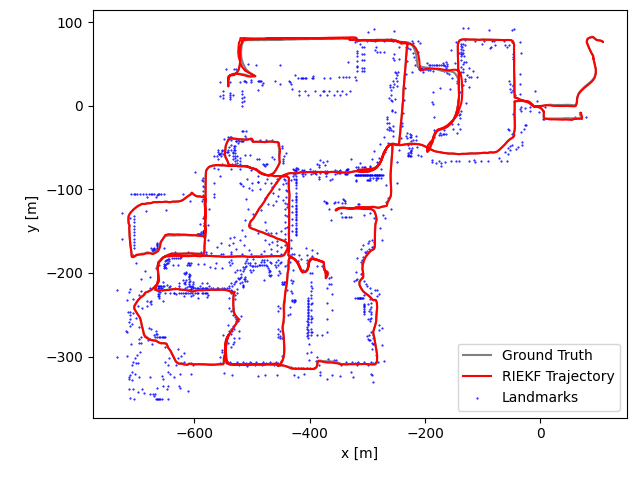 100
0
−100
−200
−300
y [m]
−600
−400
−200
0
x [m]
Ground Truth
RIEKF Trajectory
Landmarks